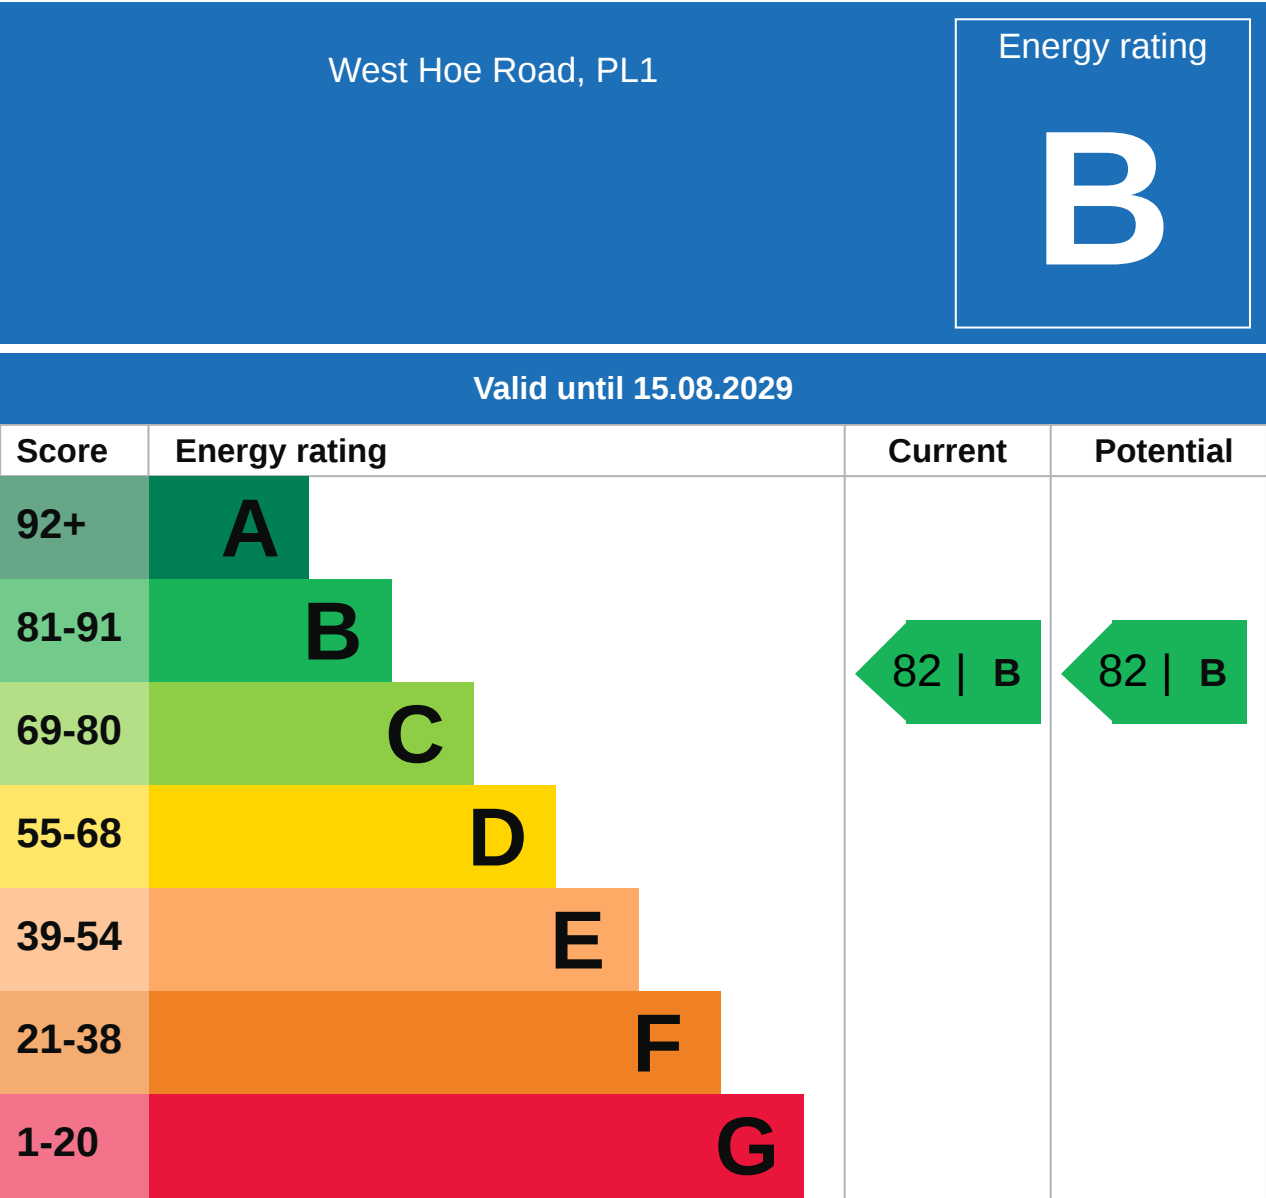 West Hoe Road, PL1
Energy rating
B
Valid until 15.08.2029
Score Energy rating Current Potential
92+ A
81-91 B
82 | B 82 | B
69-80 C
55-68 D
39-54 E
21-38 F
1-20 G